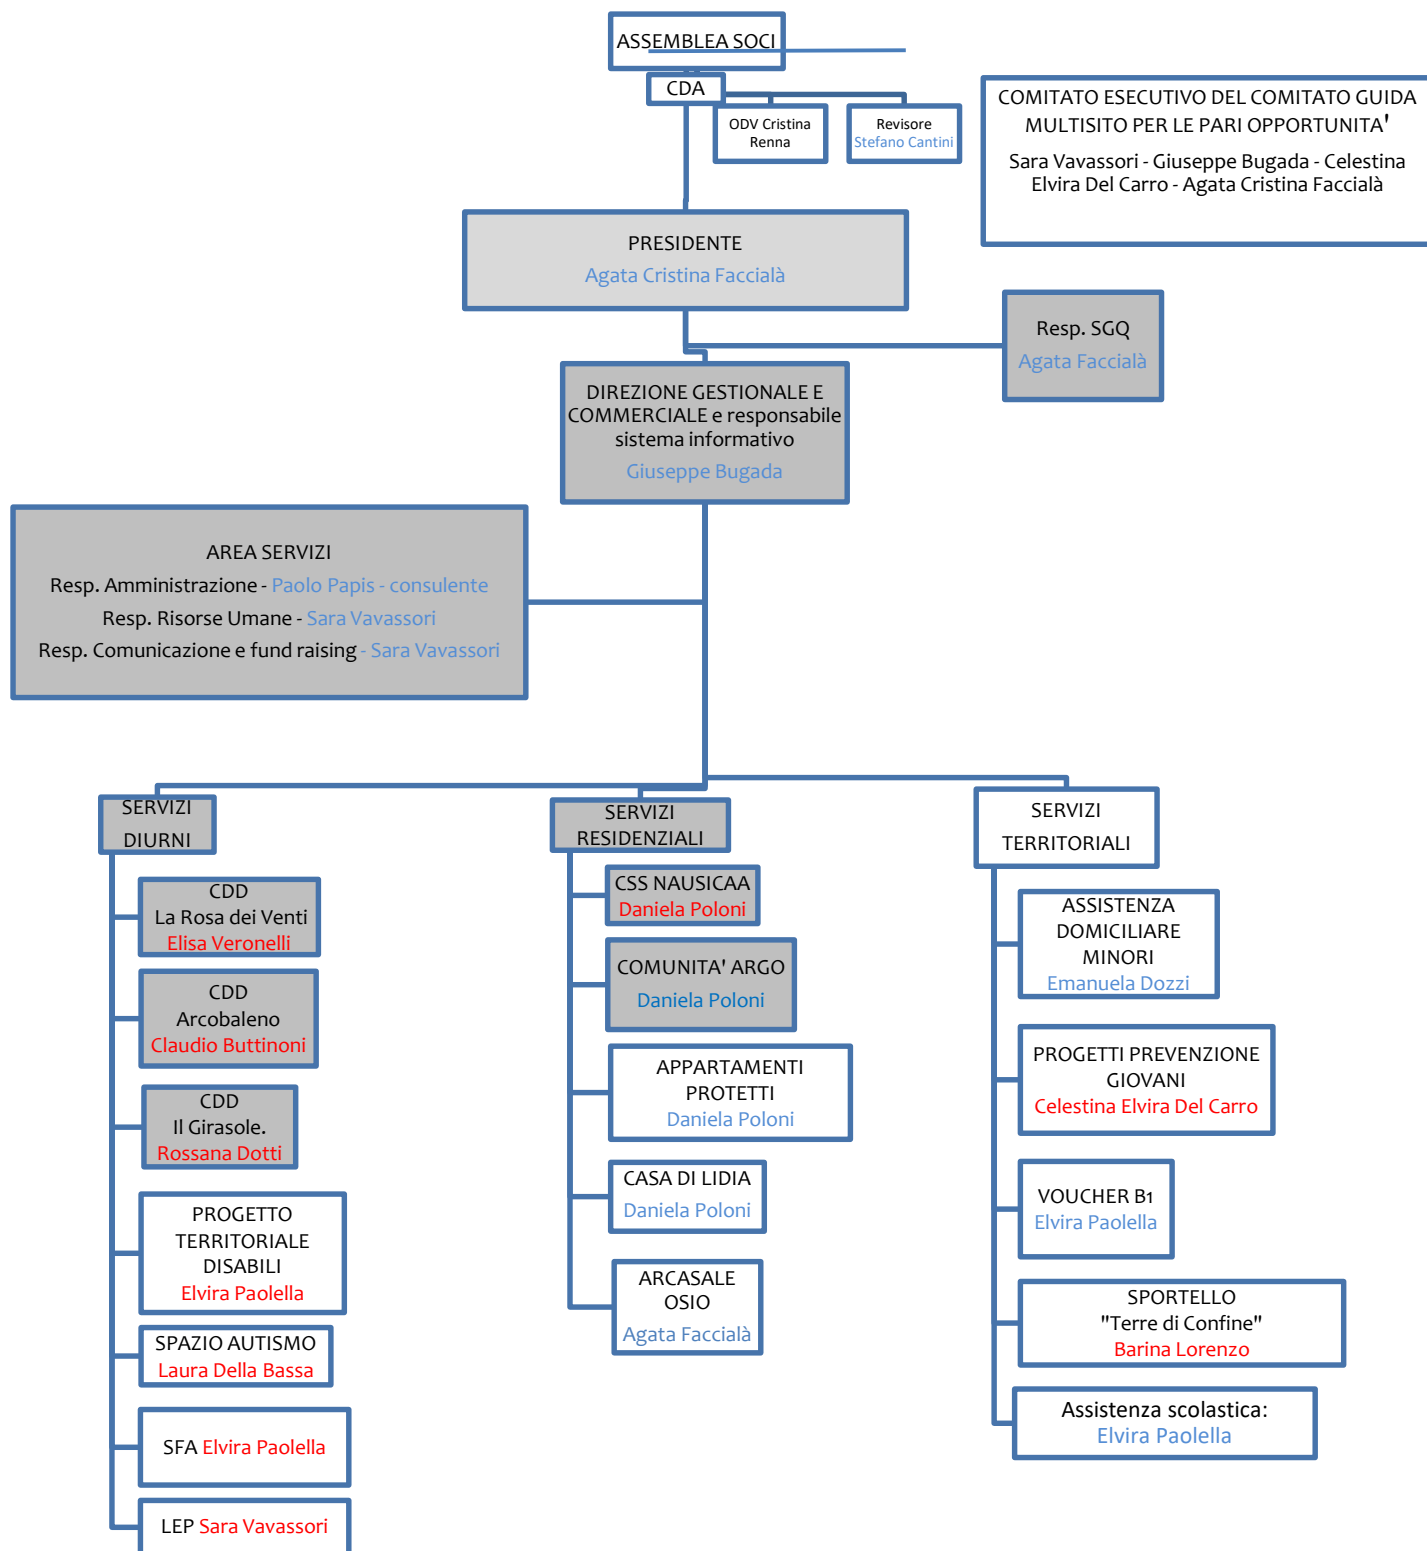 ASSEMBLEA SOCI
CDA
ODV Cristina
Renna
Revisore
Stefano Cantini
COMITATO ESECUTIVO DEL COMITATO GUIDA
MULTISITO PER LE PARI OPPORTUNITA'
Sara Vavassori - Giuseppe Bugada - Celestina
Elvira Del Carro - Agata Cristina Faccialà
PRESIDENTE
Agata Cristina Faccialà
Resp. SGQ
Agata Faccialà
DIREZIONE GESTIONALE E
COMMERCIALE e responsabile
sistema informativo
Giuseppe Bugada
AREA SERVIZI
Resp. Amministrazione - Paolo Papis - consulente
Resp. Risorse Umane - Sara Vavassori
Resp. Comunicazione e fund raising - Sara Vavassori
SERVIZI
DIURNI
CDD
La Rosa dei Venti
Elisa Veronelli
CDD
Arcobaleno
Claudio Buttinoni
CDD
Il Girasole.
Rossana Dotti
PROGETTO
TERRITORIALE
DISABILI
Elvira Paolella
SPAZIO AUTISMO
Laura Della Bassa
SFA Elvira Paolella
LEP Sara Vavassori
SERVIZI
RESIDENZIALI
CSS NAUSICAA
Daniela Poloni
COMUNITA' ARGO
Daniela Poloni
APPARTAMENTI
PROTETTI
Daniela Poloni
CASA DI LIDIA
Daniela Poloni
ARCASALE
OSIO
Agata Faccialà
SERVIZI
TERRITORIALI
ASSISTENZA
DOMICILIARE
MINORI
Emanuela Dozzi
PROGETTI PREVENZIONE
GIOVANI
Celestina Elvira Del Carro
VOUCHER B1
Elvira Paolella
SPORTELLO
"Terre di Confine"
Barina Lorenzo
Assistenza scolastica:
Elvira Paolella